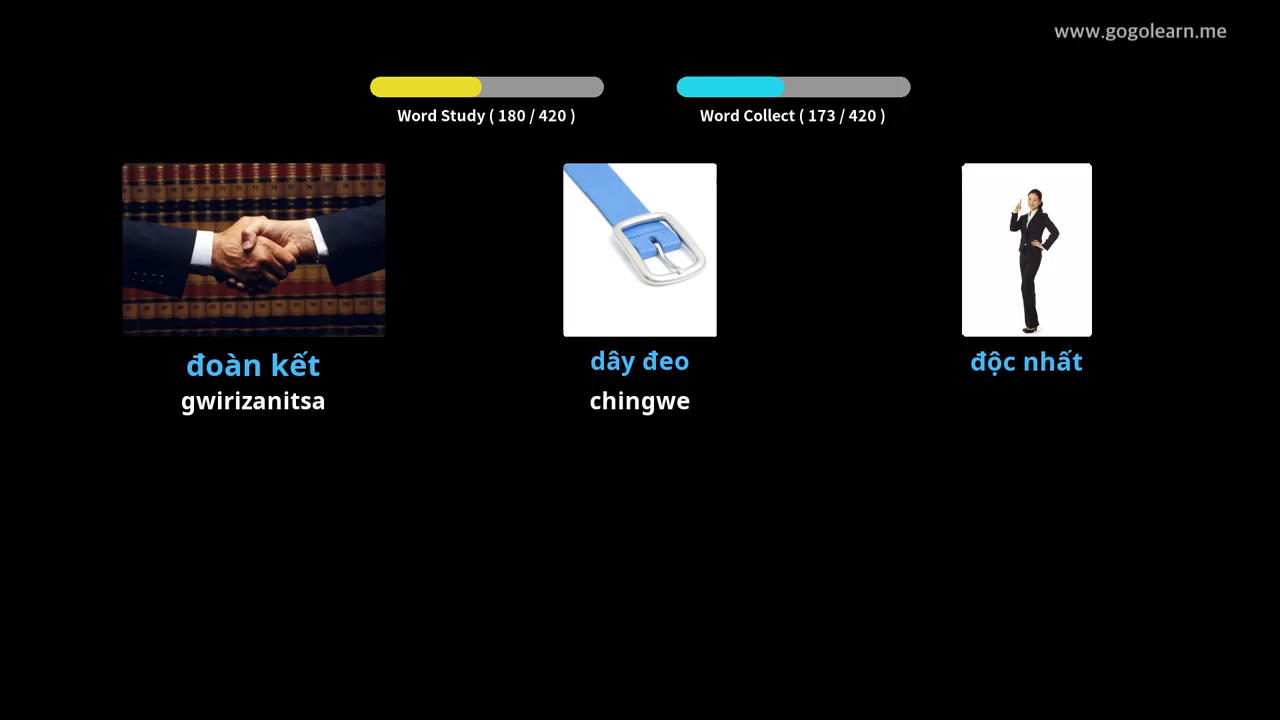 www.gogolearn.me
Word Study ( 180 / 420 )
Word Collect ( 173 / 420 )
đoàn kết
gwirizanitsa
dây đeo
chingwe
độc nhất